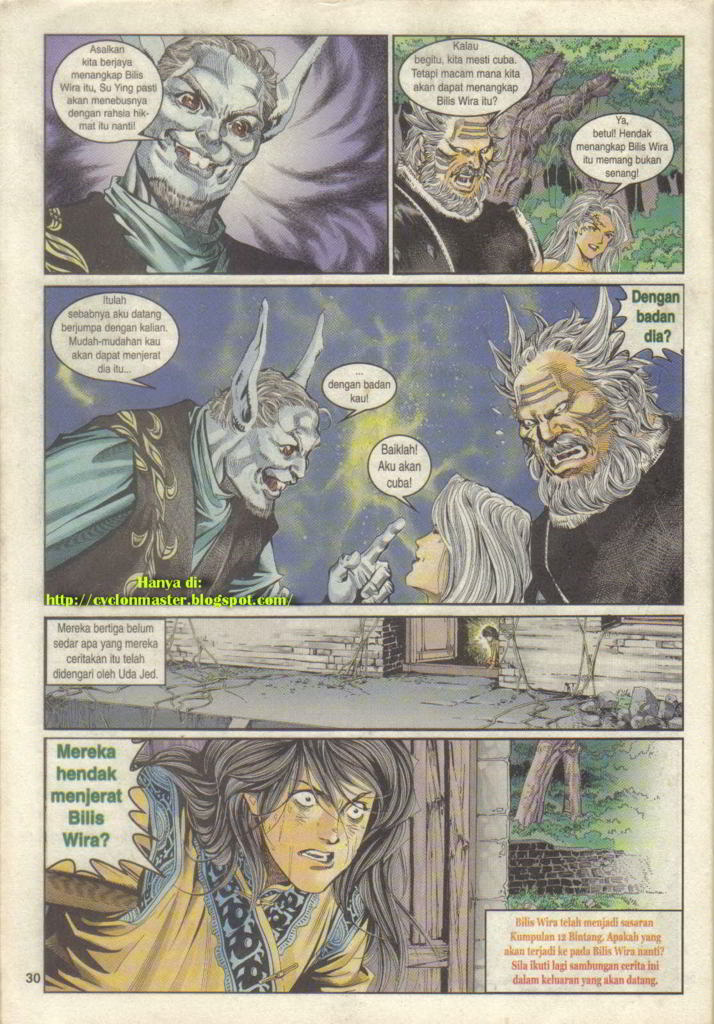 Asalkan
kita berjaya
menangkap Bilis
Wira itu, Su Ying pasti
akan menebusnya
dengan rahsia hik-
mat itu nanti!
Kalau
begitu, kita mesti cuba.
Tetapi macam mana kita
akan dapat menangkap
Bilis Wira itu?
Ya,
betul! Hendak
menangkap Bilis Wira
itu memang bukan
senang!
Itulah
sebabnya aku datang
berjumpa dengan kalian.
Mudah-mudahan kau
akan dapat menjerat
dia itu...
...
dengan badan
kau!
Dengan
badan
dia?
Baiklah!
Aku akan
cuba!
Hanya di:
http://cyclonmaster.blogspot.com/
Mereka bertiga belum
sedar apa yang mereka
ceritakan itu telah
didengari oleh Uda Jed.
Mereka
hendak
menjerat
Bilis
Wira?
Bilis Wira telah menjadi sasaran
Kumpulan 12 Bintang. Apakah yang
akan terjadi ke pada Bilis Wira nanti?
Sila ikuti lagi sambungan cerita ini
dalam keluaran yang akan datang.
30